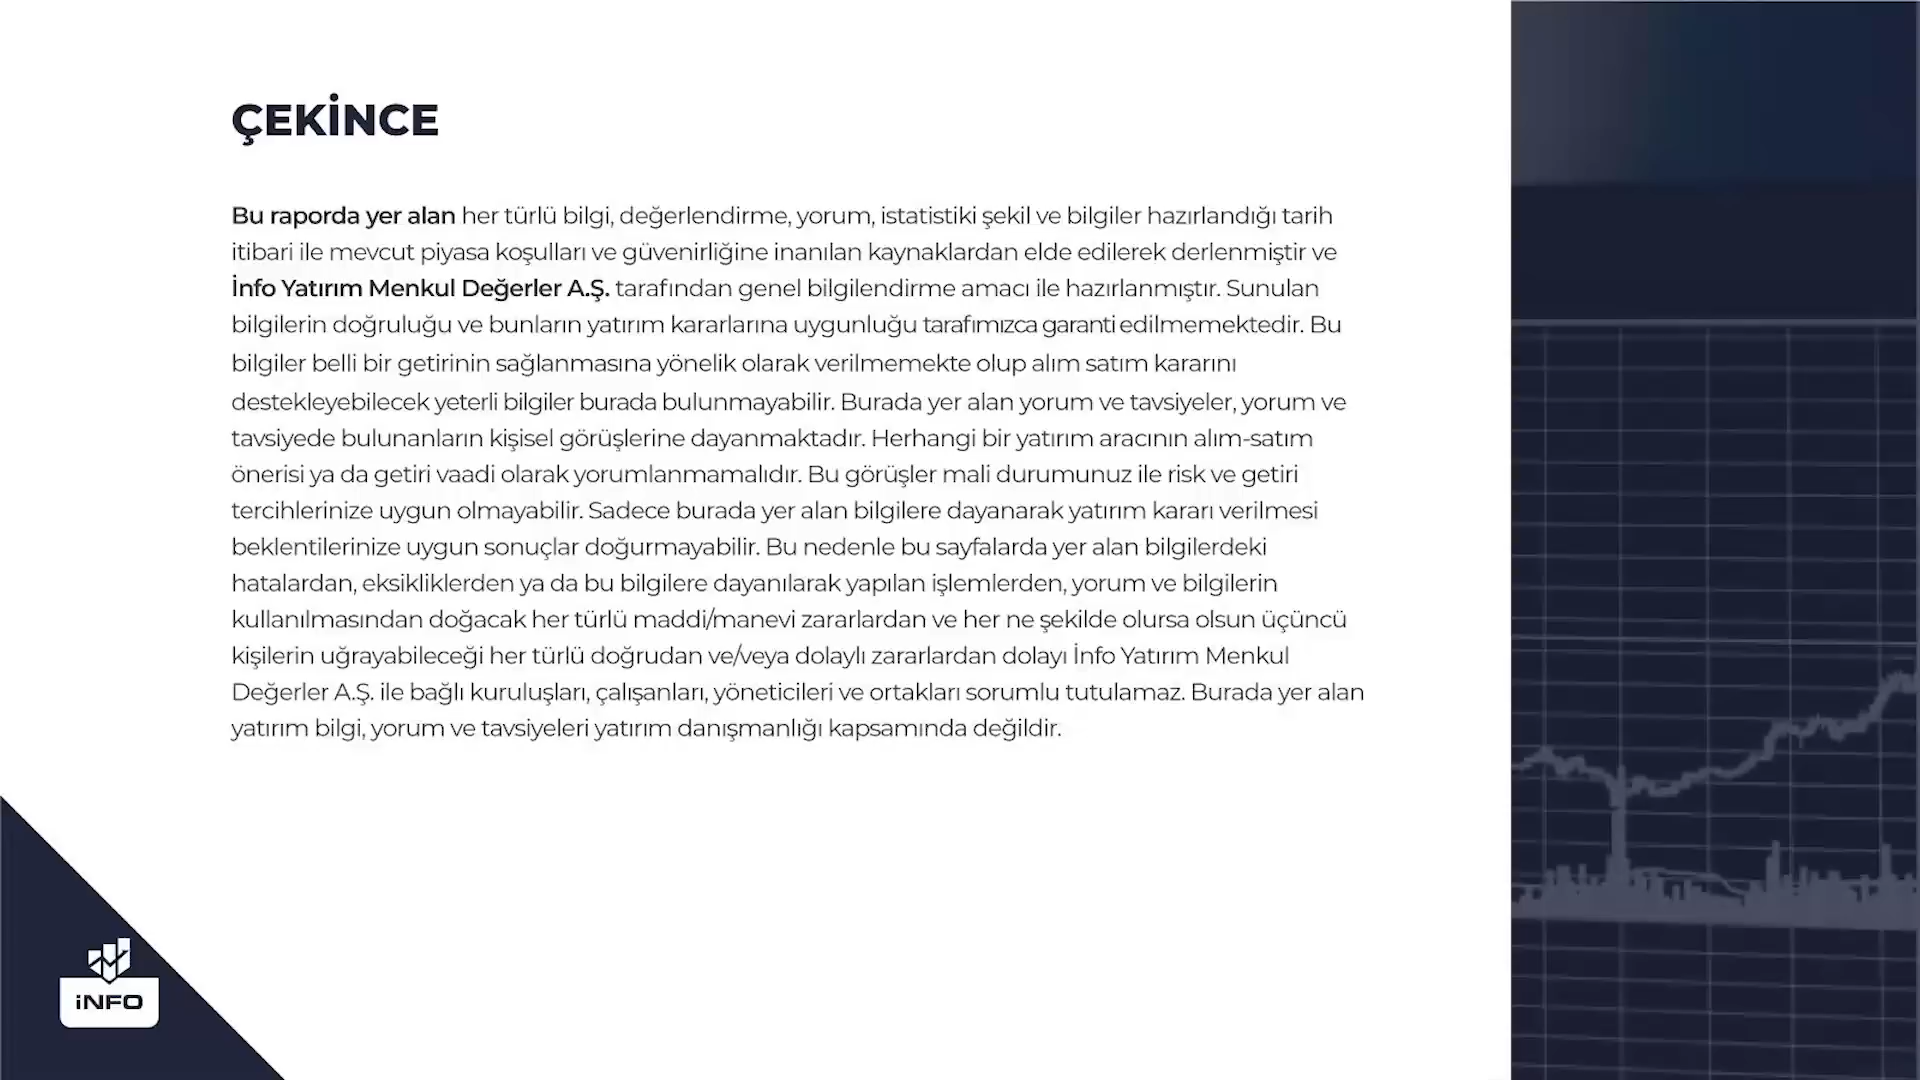 ÇEKİNCE
Bu raporda yer alan her türlü bilgi, değerlendirme, yorum, istatistiki şekil ve bilgiler hazırlandığı tarih
itibari ile mevcut piyasa koşulları ve güvenirliğine inanılan kaynaklardan elde edilerek derlenmiştir ve
İnfo Yatırım Menkul Değerler A.Ş. tarafından genel bilgilendirme amacı ile hazırlanmıştır. Sunulan
bilgilerin doğruluğu ve bunların yatırım kararlarına uygunluğu tarafımızca garanti edilmemektedir. Bu
bilgiler belli bir getirinin sağlanmasına yönelik olarak verilmemekte olup alım satım kararını
destekleyebilecek yeterli bilgiler burada bulunmayabilir. Burada yer alan yorum ve tavsiyeler, yorum ve
tavsiyede bulunanların kişisel görüşlerine dayanmaktadır. Herhangi bir yatırım aracının alım-satım
önerisi ya da getiri vaadi olarak yorumlanmamalıdır. Bu görüşler mali durumunuz ile risk ve getiri
tercihlerinize uygun olmayabilir. Sadece burada yer alan bilgilere dayanarak yatırım kararı verilmesi
beklentilerinize uygun sonuçlar doğurmayabilir. Bu nedenle bu sayfalarda yer alan bilgilerdeki
hatalardan, eksikliklerden ya da bu bilgilere dayanılarak yapılan işlemlerden, yorum ve bilgilerin
kullanılmasından doğacak her türlü maddi/manevi zararlardan ve her ne şekilde olursa olsun üçüncü
kişilerin uğrayabileceği her türlü doğrudan ve/veya dolaylı zararlardan dolayı İnfo Yatırım Menkul
Değerler A.Ş. ile bağlı kuruluşları, çalışanları, yöneticileri ve ortakları sorumlu tutulamaz. Burada yer alan
yatırım bilgi, yorum ve tavsiyeleri yatırım danışmanlığı kapsamında değildir.
iNFO